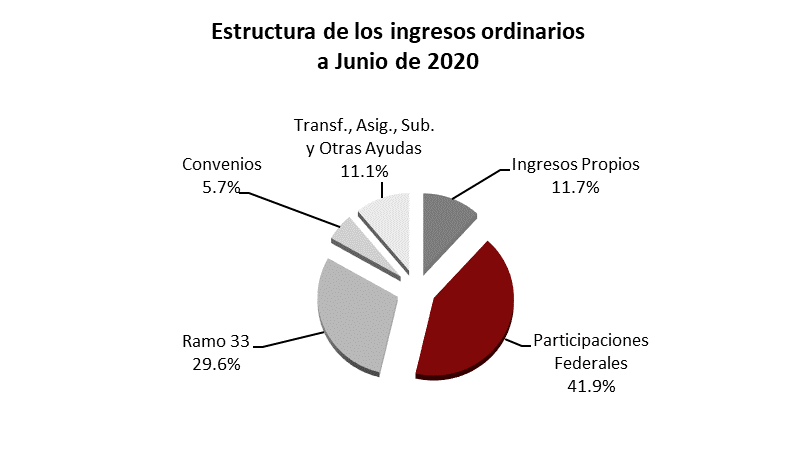 Estructura de los ingresos ordinarios
a Junio de 2020
Transf., Asig., Sub.
y Otras Ayudas
11.1%
Convenios
5.7%
Ingresos Propios
11.7%
Ramo 33
29.6%
Participaciones
Federales
41.9%